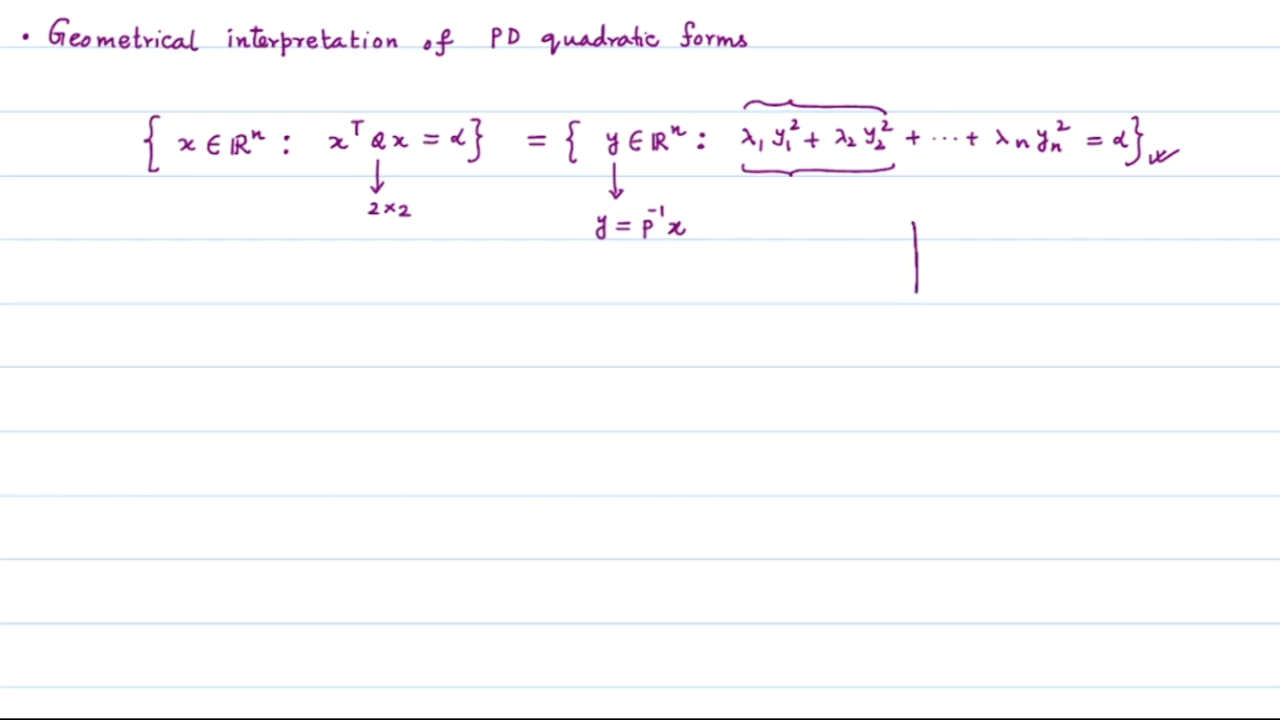 • Geometrical interpretation of PD quadratic forms
{ x ∈ ℝⁿ : xᵀQx = α } = { y ∈ ℝⁿ : λ₁y₁² + λ₂y₂² + ⋯ + λₙyₙ² = α }
↓ ↓
2×2
y = P⁻¹x